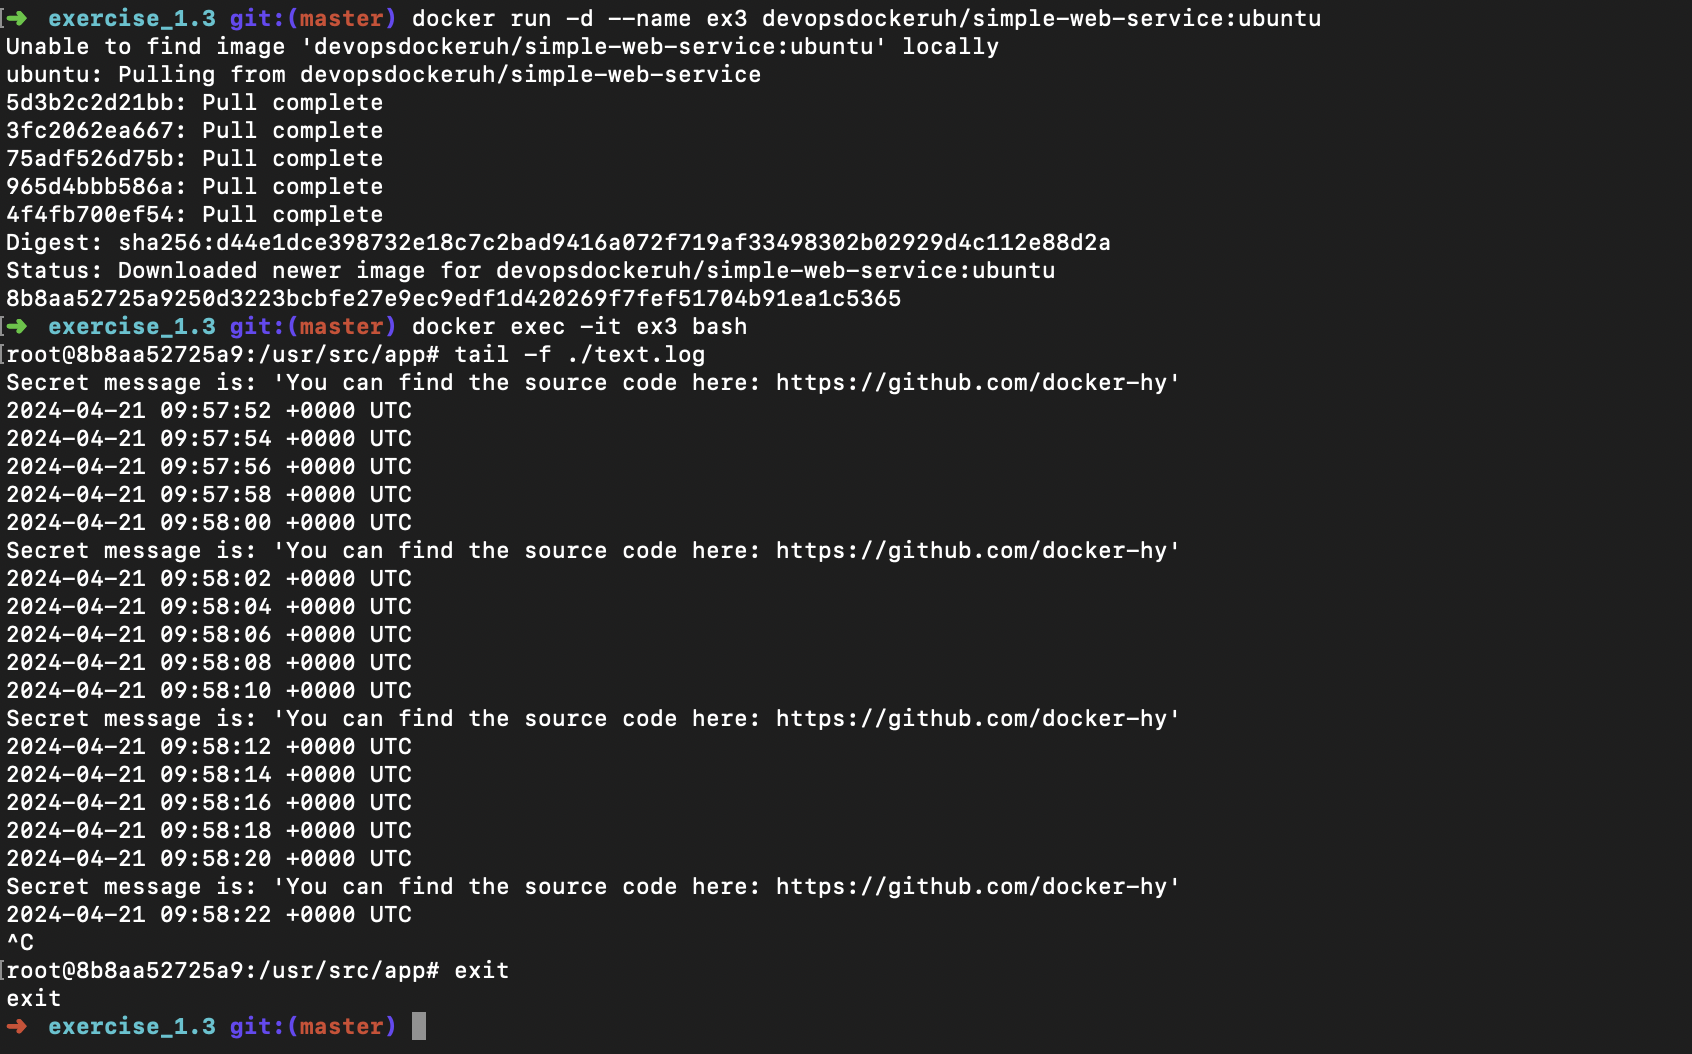 ➜  exercise_1.3 git:(master) docker run -d --name ex3 devopsdockeruh/simple-web-service:ubuntu
Unable to find image 'devopsdockeruh/simple-web-service:ubuntu' locally
ubuntu: Pulling from devopsdockeruh/simple-web-service
5d3b2c2d21bb: Pull complete
3fc2062ea667: Pull complete
75adf526d75b: Pull complete
965d4bbb586a: Pull complete
4f4fb700ef54: Pull complete
Digest: sha256:d44e1dce398732e18c7c2bad9416a072f719af33498302b02929d4c112e88d2a
Status: Downloaded newer image for devopsdockeruh/simple-web-service:ubuntu
8b8aa52725a9250d3223bcbfe27e9ec9edf1d420269f7fef51704b91ea1c5365
➜  exercise_1.3 git:(master) docker exec -it ex3 bash
root@8b8aa52725a9:/usr/src/app# tail -f ./text.log
Secret message is: 'You can find the source code here: https://github.com/docker-hy'
2024-04-21 09:57:52 +0000 UTC
2024-04-21 09:57:54 +0000 UTC
2024-04-21 09:57:56 +0000 UTC
2024-04-21 09:57:58 +0000 UTC
2024-04-21 09:58:00 +0000 UTC
Secret message is: 'You can find the source code here: https://github.com/docker-hy'
2024-04-21 09:58:02 +0000 UTC
2024-04-21 09:58:04 +0000 UTC
2024-04-21 09:58:06 +0000 UTC
2024-04-21 09:58:08 +0000 UTC
2024-04-21 09:58:10 +0000 UTC
Secret message is: 'You can find the source code here: https://github.com/docker-hy'
2024-04-21 09:58:12 +0000 UTC
2024-04-21 09:58:14 +0000 UTC
2024-04-21 09:58:16 +0000 UTC
2024-04-21 09:58:18 +0000 UTC
2024-04-21 09:58:20 +0000 UTC
Secret message is: 'You can find the source code here: https://github.com/docker-hy'
2024-04-21 09:58:22 +0000 UTC
^C
root@8b8aa52725a9:/usr/src/app# exit
exit
➜  exercise_1.3 git:(master)